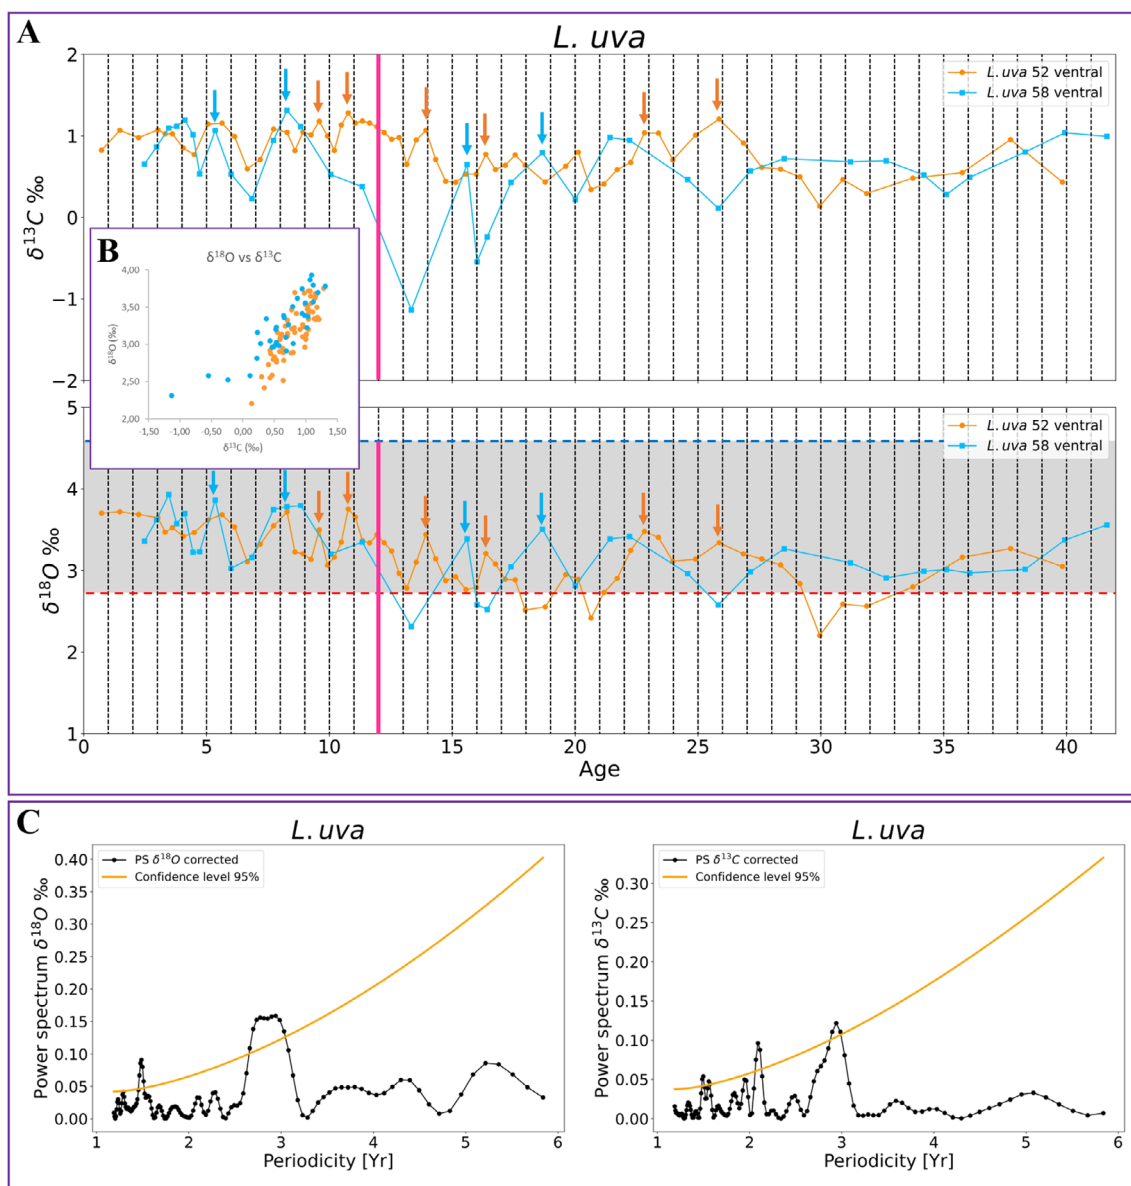 A
L. uva
2
1
0
−1
−2
δ13C ‰
L.uva 52 ventral
L.uva 58 ventral
B
δ18O vs δ13C
4,00
3,50
3,00
2,50
2,00
δ18O (‰)
-1,50 -1,00 -0,50 0,00 0,50 1,00 1,50
δ13C (‰)
5
4
3
2
1
δ18O ‰
L.uva 52 ventral
L.uva 58 ventral
0 5 10 15 20 25 30 35 40
Age
C
L. uva
PS δ18O corrected
Confidence level 95%
0.40
0.35
0.30
0.25
0.20
0.15
0.10
0.05
0.00
Power spectrum δ18O ‰
1 2 3 4 5 6
Periodicity [Yr]
L. uva
PS δ13C corrected
Confidence level 95%
0.30
0.25
0.20
0.15
0.10
0.05
0.00
Power spectrum δ13C ‰
1 2 3 4 5 6
Periodicity [Yr]